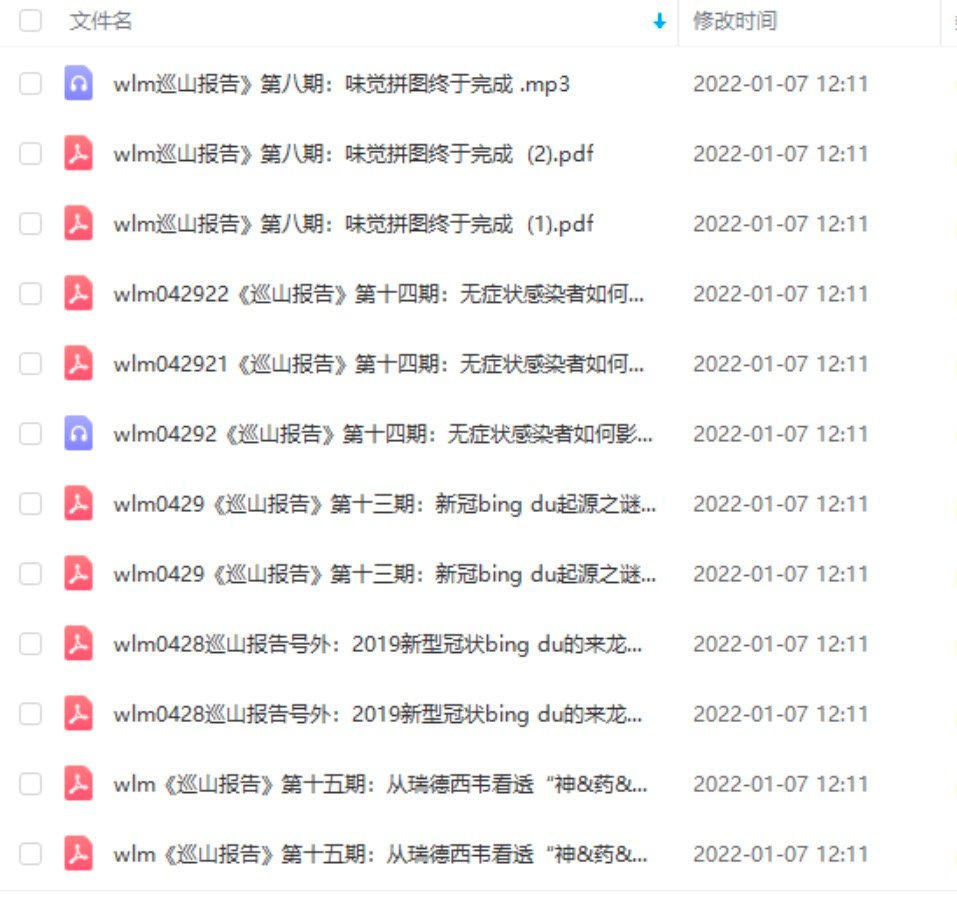 文件名 修改时间
wlm巡山报告》第八期：味觉拼图终于完成 .mp3 2022-01-07 12:11
wlm巡山报告》第八期：味觉拼图终于完成 (2).pdf 2022-01-07 12:11
wlm巡山报告》第八期：味觉拼图终于完成 (1).pdf 2022-01-07 12:11
wlm042922《巡山报告》第十四期：无症状感染者如何... 2022-01-07 12:11
wlm042921《巡山报告》第十四期：无症状感染者如何... 2022-01-07 12:11
wlm04292《巡山报告》第十四期：无症状感染者如何影... 2022-01-07 12:11
wlm0429《巡山报告》第十三期：新冠bing du起源之谜... 2022-01-07 12:11
wlm0429《巡山报告》第十三期：新冠bing du起源之谜... 2022-01-07 12:11
wlm0428巡山报告号外：2019新型冠状bing du的来龙... 2022-01-07 12:11
wlm0428巡山报告号外：2019新型冠状bing du的来龙... 2022-01-07 12:11
wlm《巡山报告》第十五期：从瑞德西韦看透“神&药&... 2022-01-07 12:11
wlm《巡山报告》第十五期：从瑞德西韦看透“神&药&... 2022-01-07 12:11